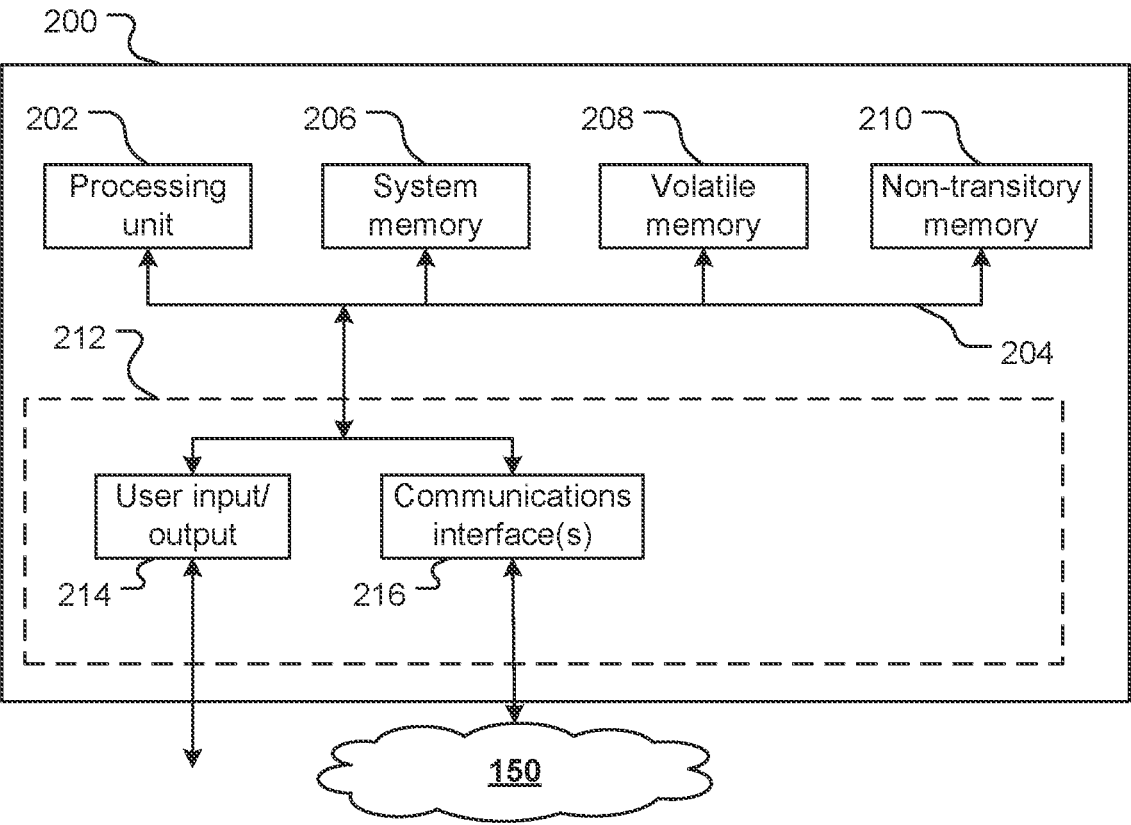 200
202
206
208
210
Processing
unit
System
memory
Volatile
memory
Non-transitory
memory
212
204
User input/
output
Communications
interface(s)
214
216
150